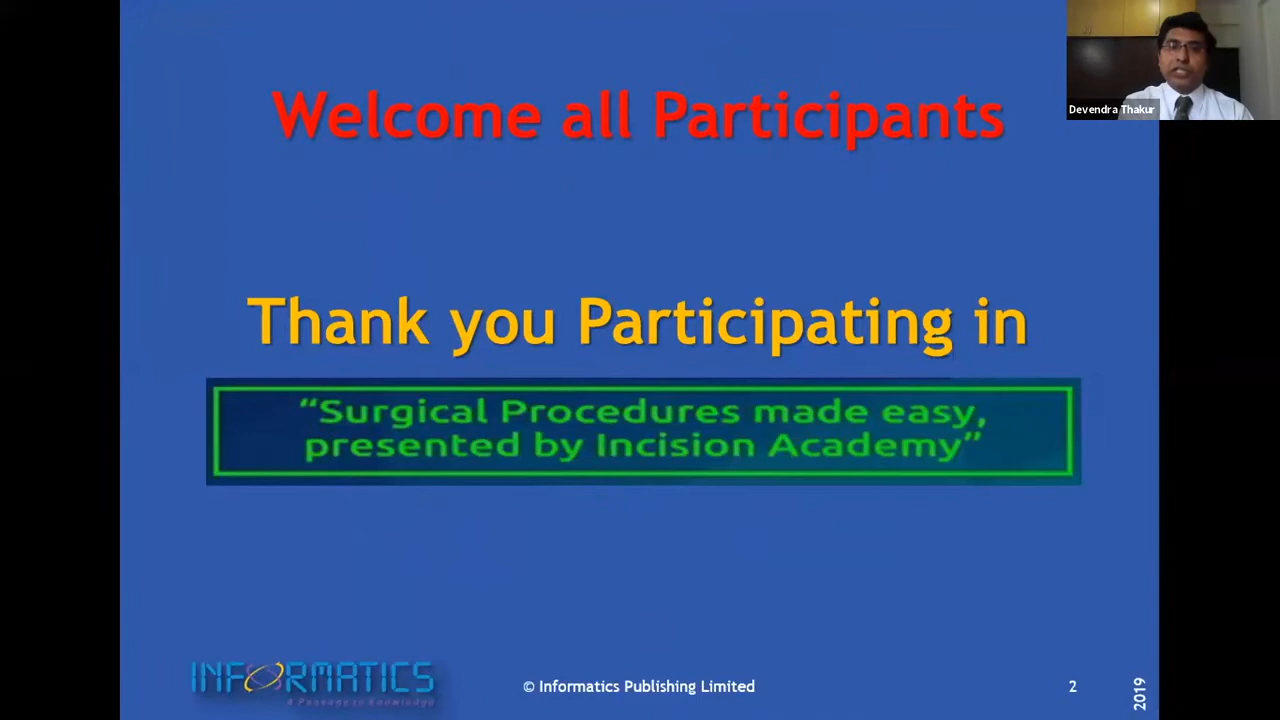 Welcome all Participants
Devendra Thakur
Thank you Participating in
“Surgical Procedures made easy,
presented by Incision Academy”
INFORMATICS
A Passage to Knowledge
© Informatics Publishing Limited
2
2019